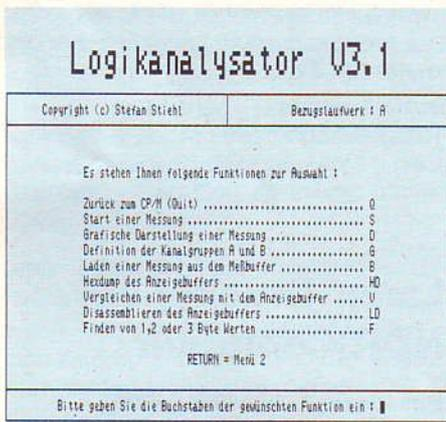 Logikanalysator V3.1
Copyright (c) Stefan Stiehl Bezugslaufwerk : A
Es stehen Ihnen folgende Funktionen zur Auswahl :
Zurück zum CP/M (Quit) ................................ Q
Start einer Messung ................................... S
Grafische Darstellung einer Messung ................... D
Definition der Kanalgruppen A und B ................... G
Laden einer Messung aus dem Meßbuffer ................. B
Hexdump des Anzeigebuffers ............................ HD
Vergleichen einer Messung mit dem Anzeigebuffer ...... V
Disassemblieren des Anzeigebuffers .................... LD
Finden von 1,2 oder 3 Byte Werten ..................... F
RETURN = Menü 2
Bitte geben Sie die Buchstaben der gewünschten Funktion ein :